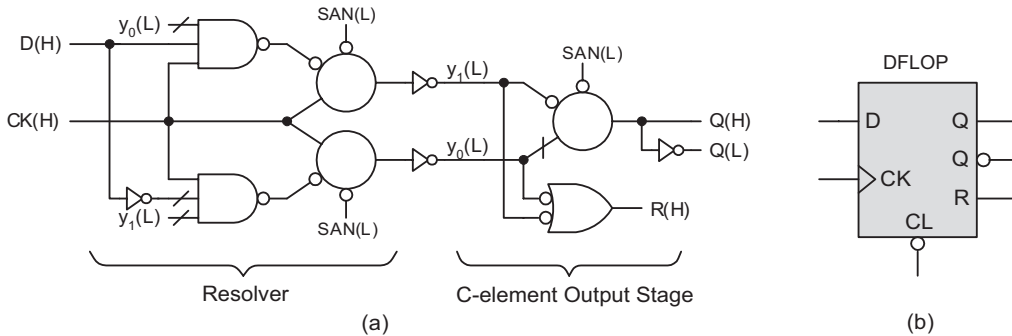 SAN(L)
y0(L)
D(H)
CK(H)
y1(L)
SAN(L)
y1(L)
y0(L)
SAN(L)
Q(H)
Q(L)
R(H)
Resolver
C-element Output Stage
(a)
DFLOP
D
Q
CK
Q
R
CL
(b)